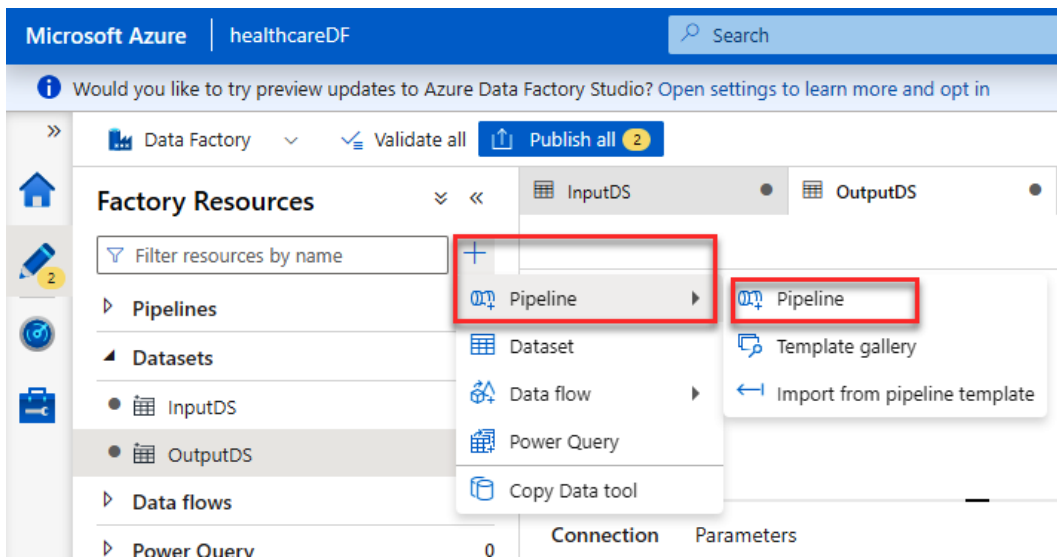 Microsoft Azure healthcareDF Search
Would you like to try preview updates to Azure Data Factory Studio? Open settings to learn more and opt in
Data Factory Validate all Publish all 2
Factory Resources
InputDS OutputDS
Filter resources by name
2
Pipelines
Datasets
InputDS
OutputDS
Data flows
Power Query 0
Pipeline
Dataset
Data flow
Power Query
Copy Data tool
Pipeline
Template gallery
Import from pipeline template
Connection Parameters